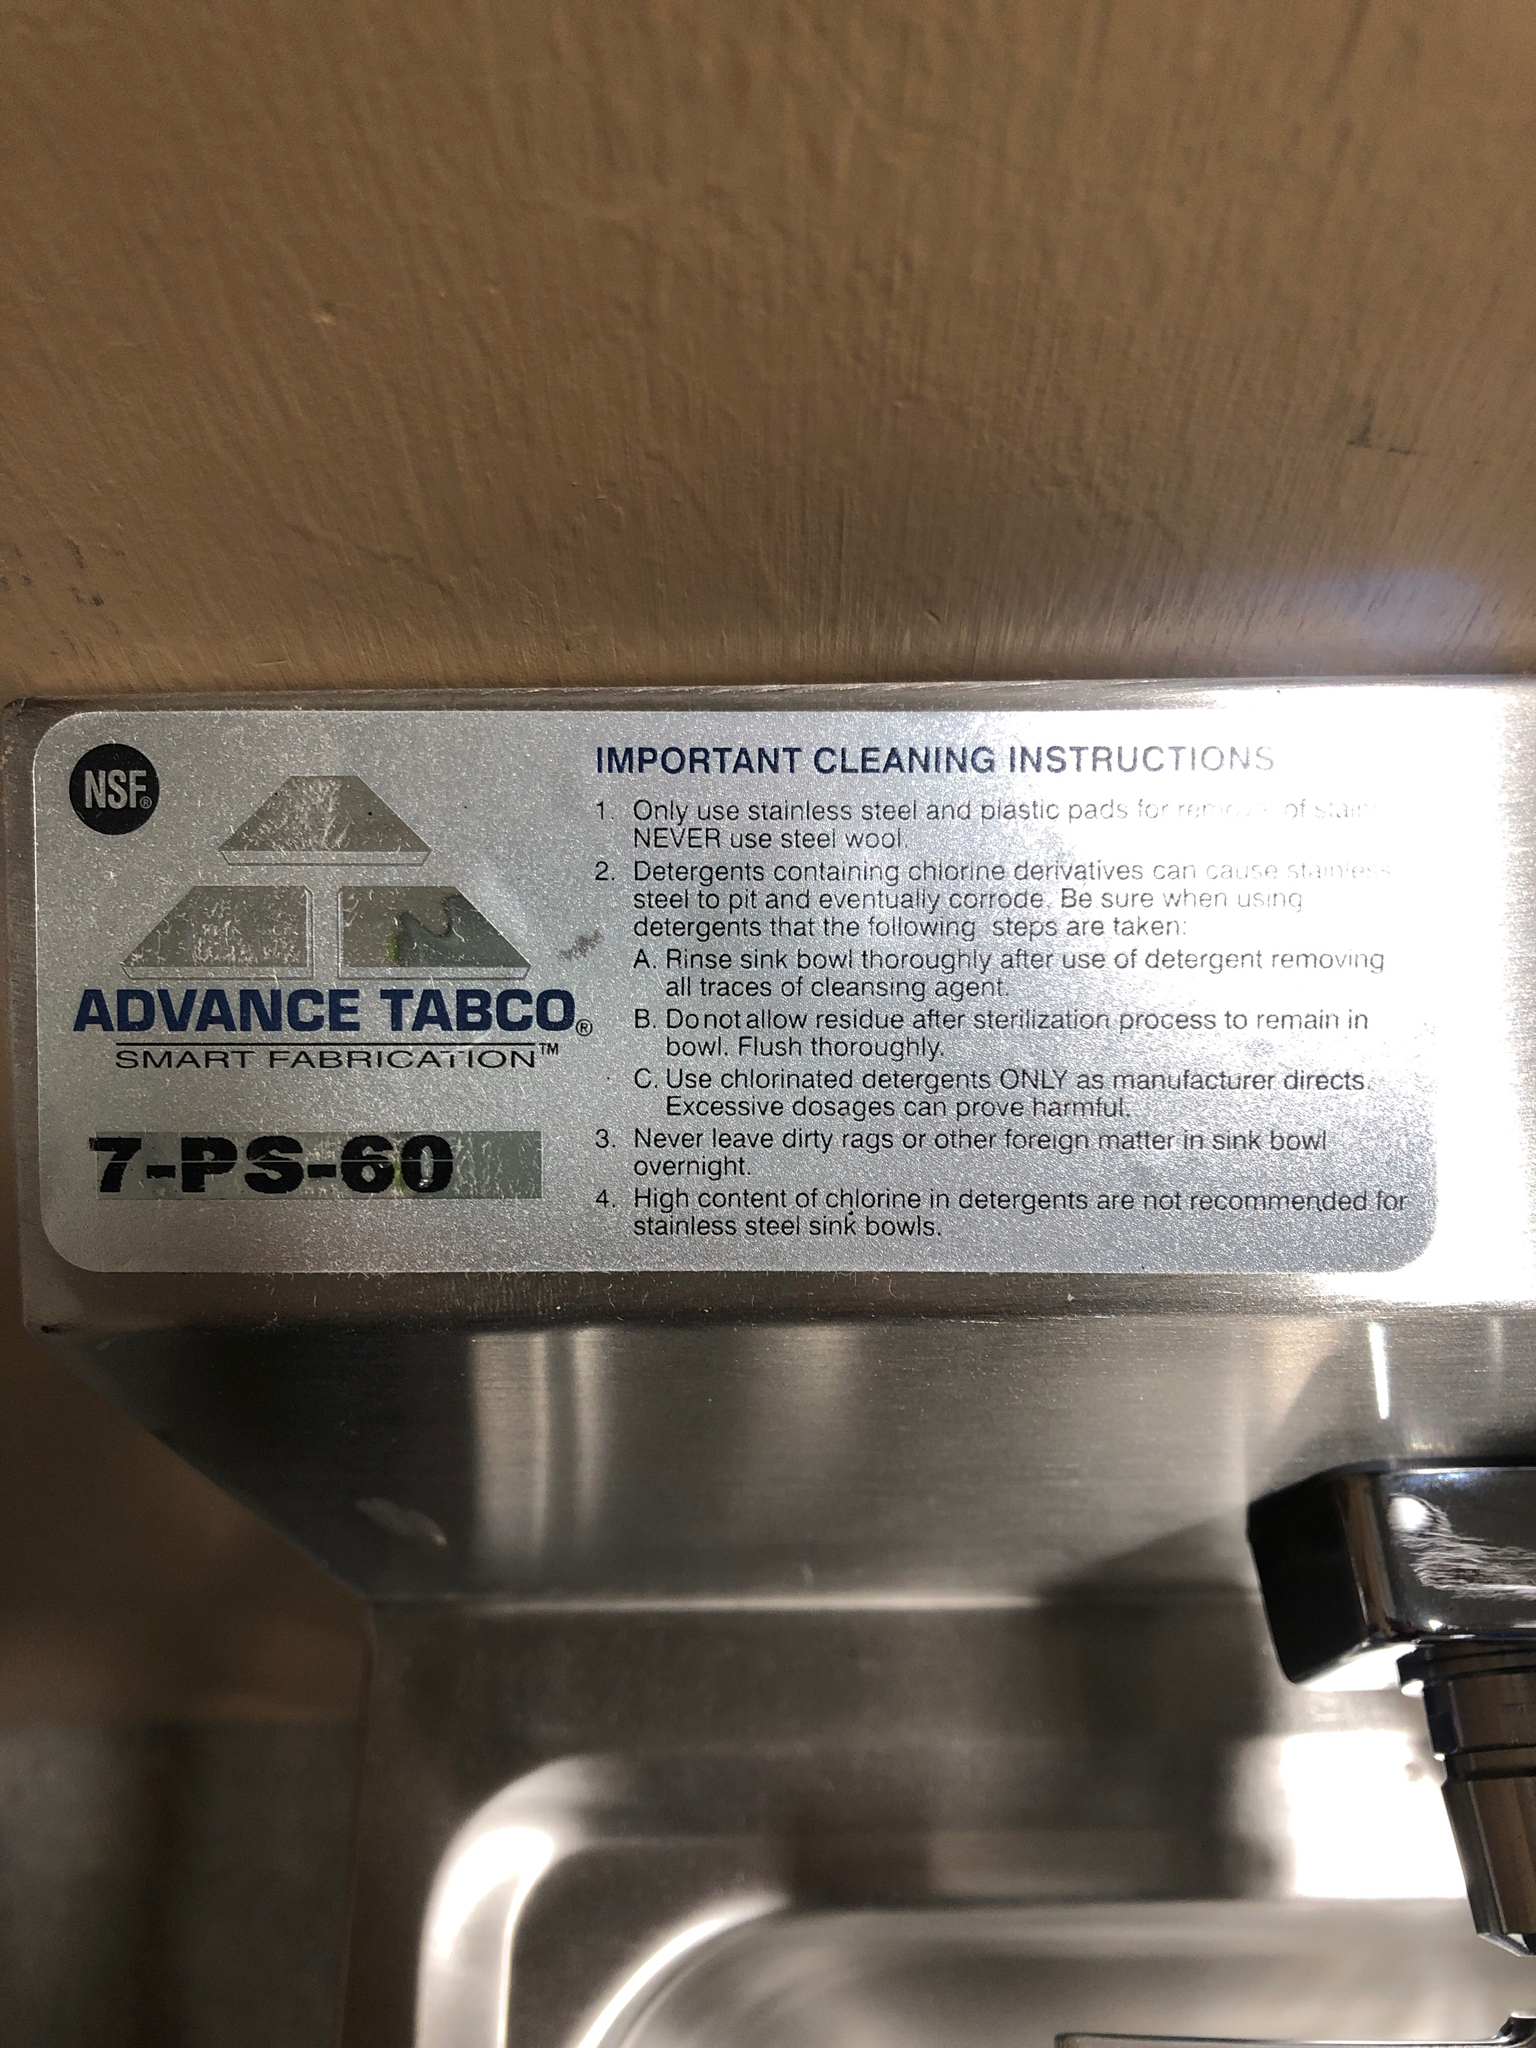 NSF®
ADVANCE TABCO®
SMART FABRICATION™
7-PS-60
IMPORTANT CLEANING INSTRUCTIONS
1. Only use stainless steel and plastic pads for of
NEVER use steel wool.
2. Detergents containing chlorine derivatives can cause stainless
steel to pit and eventually corrode. Be sure when using
detergents that the following steps are taken:
A. Rinse sink bowl thoroughly after use of detergent removing
all traces of cleansing agent.
B. Do not allow residue after sterilization process to remain in
bowl. Flush thoroughly.
C. Use chlorinated detergents ONLY as manufacturer directs.
Excessive dosages can prove harmful.
3. Never leave dirty rags or other foreign matter in sink bowl
overnight.
4. High content of chlorine in detergents are not recommended for
stainless steel sink bowls.